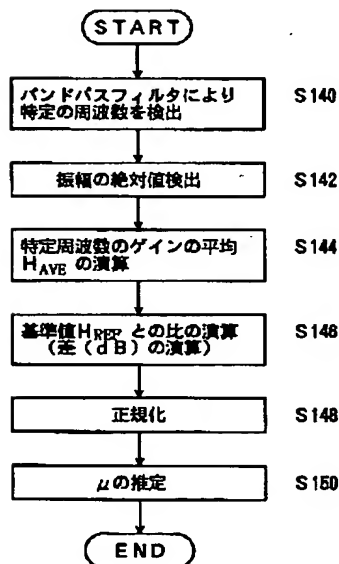 START
バンドパスフィルタにより
特定の周波数を検出
S140
振幅の絶対値検出
S142
特定周波数のゲインの平均
HAVE の演算
S144
基準値HREF との比の演算
(差(dB)の演算)
S146
正規化
S148
μの推定
S150
END